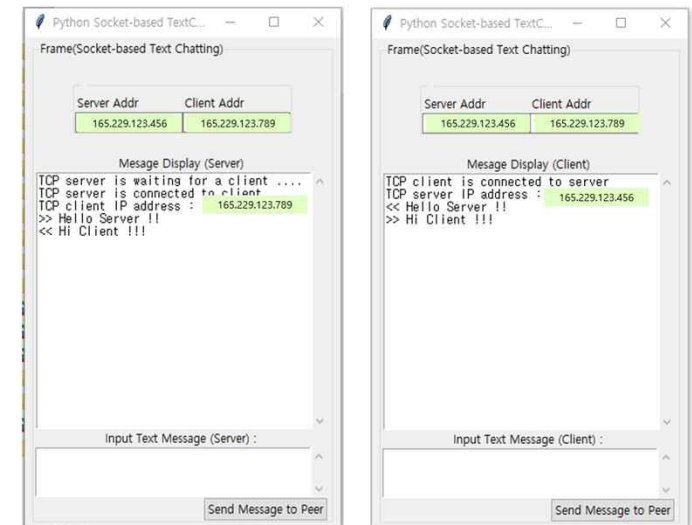 Python Socket-based TextC...
Frame(Socket-based Text Chatting)
Server Addr Client Addr
165.229.123.456 165.229.123.789
Mesage Display (Server)
TCP server is waiting for a client ....
TCP server is connected to client
TCP client IP address : 165.229.123.789
>> Hello Server !!
<< Hi Client !!!
Input Text Message (Server) :
Send Message to Peer
Python Socket-based TextC...
Frame(Socket-based Text Chatting)
Server Addr Client Addr
165.229.123.456 165.229.123.789
Mesage Display (Client)
TCP client is connected to server
TCP server IP address : 165.229.123.456
<< Hello Server !!
>> Hi Client !!!
Input Text Message (Client) :
Send Message to Peer